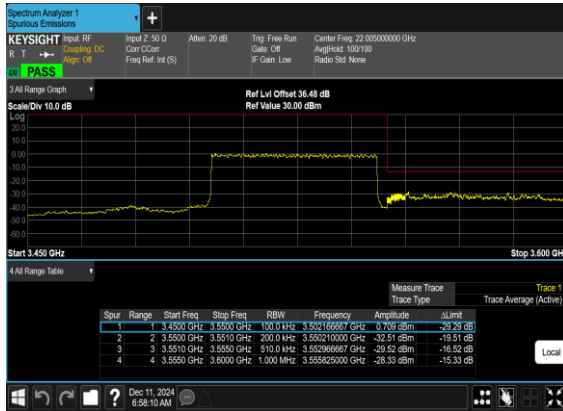 Spectrum Analyzer 1
Spurious Emissions
+
KEYSIGHT Input: RF Input Z: 50 Ω Atten: 20 dB Trig: Free Run Center Freq: 22.005000000 GHz
R T Coupling: DC Corr CCorr Gate: Off Avg|Hold: 100/100
Align: Off Freq Ref: Int (S) IF Gain: Low Radio Std: None
PASS
3 All Range Graph Ref Lvl Offset 36.48 dB
Scale/Div 10.0 dB Ref Value 30.00 dBm
Log
20.0
10.0
0.00
-10.0
-20.0
-30.0
-40.0
-50.0
-60.0
Start 3.450 GHz Stop 3.600 GH
4 All Range Table
Measure Trace Trace 1
Trace Type Trace Average (Active)
Spur Range Start Freq Stop Freq RBW Frequency Amplitude ΔLimit
1 1 3.4500 GHz 3.5500 GHz 100.0 kHz 3.502166667 GHz 0.709 dBm -29.29 dB
2 2 3.5500 GHz 3.5510 GHz 200.0 kHz 3.550210000 GHz -32.51 dBm -19.51 dB
3 3 3.5510 GHz 3.5550 GHz 510.0 kHz 3.552966667 GHz -29.52 dBm -16.52 dB
4 4 3.5550 GHz 3.6000 GHz 1.000 MHz 3.555825000 GHz -28.33 dBm -15.33 dB
Local
? Dec 11, 2024
6:58:10 AM